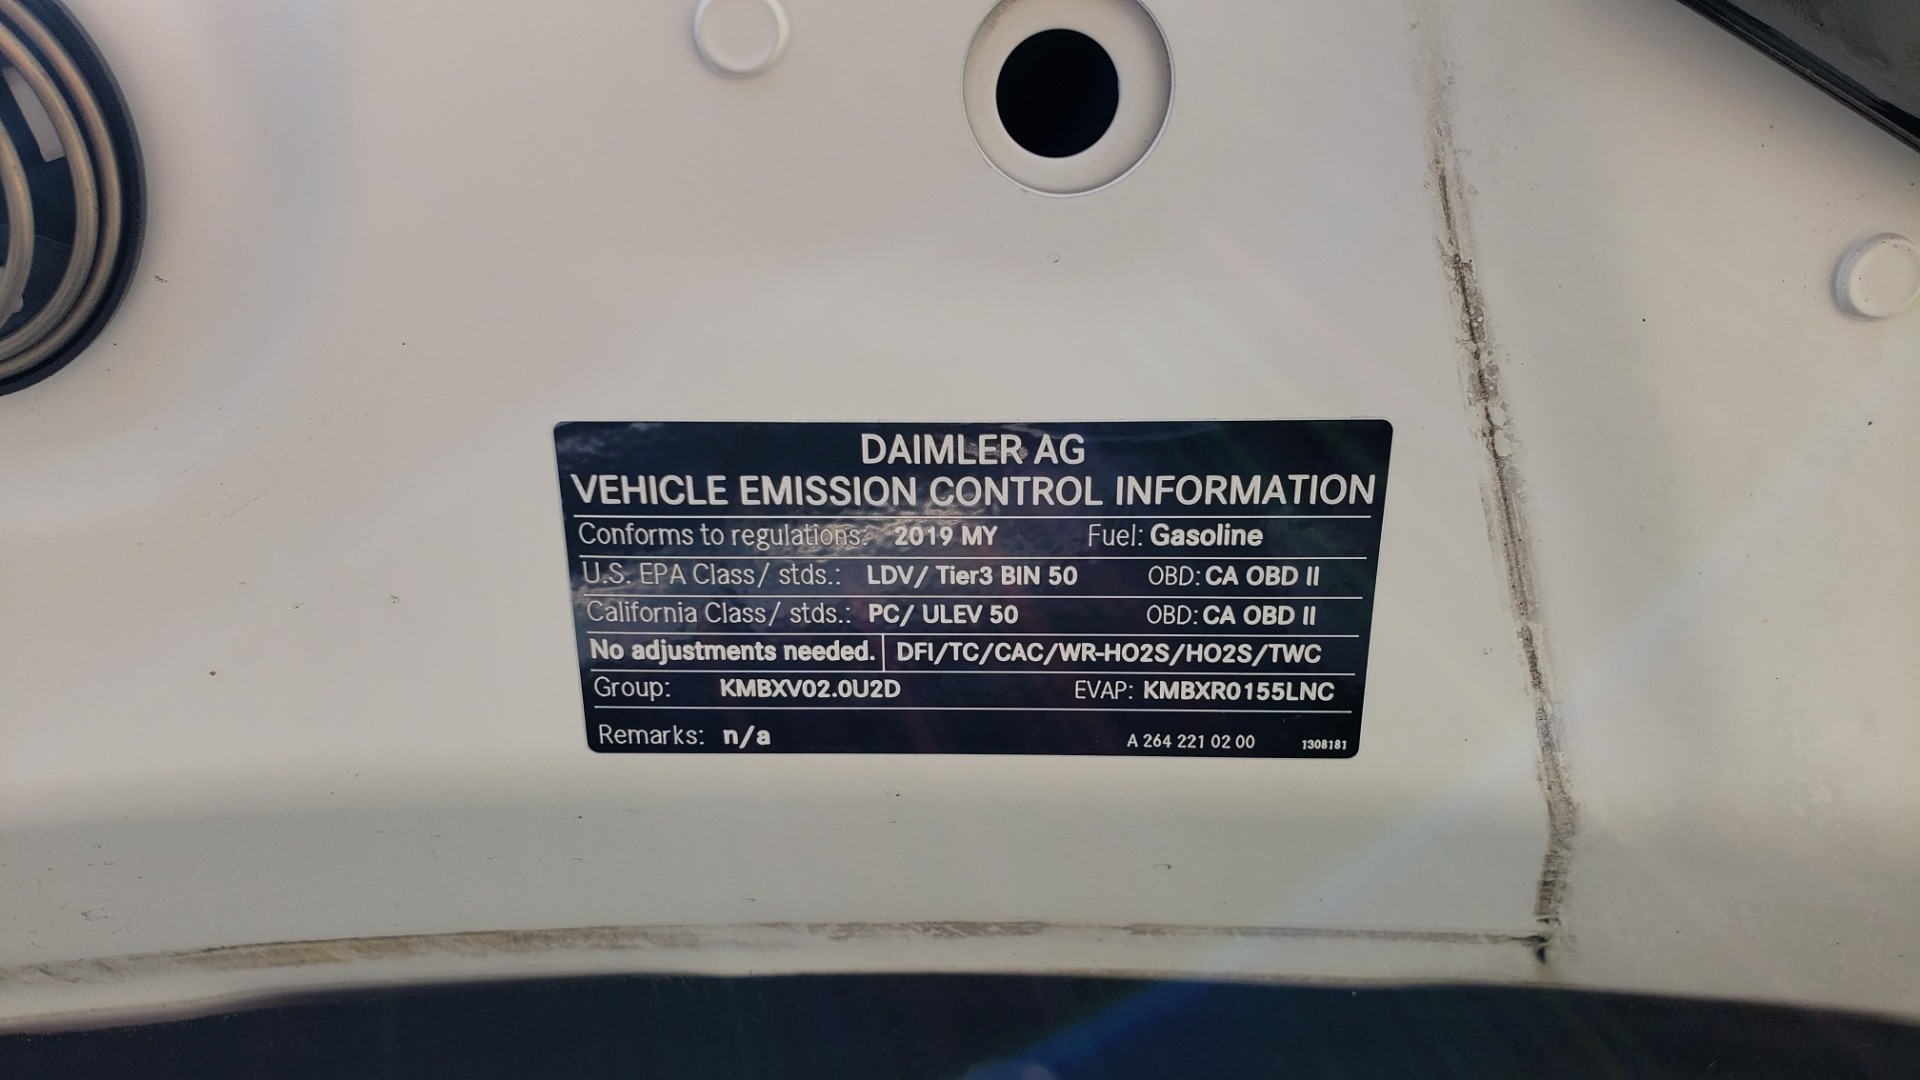 DAIMLER AG
VEHICLE EMISSION CONTROL INFORMATION
Conforms to regulations: 2019 MY Fuel: Gasoline
U.S. EPA Class/ stds.: LDV/ Tier3 BIN 50 OBD: CA OBD II
California Class/ stds.: PC/ ULEV 50 OBD: CA OBD II
No adjustments needed. DFI/TC/CAC/WR-HO2S/HO2S/TWC
Group: KMBXV02.0U2D EVAP: KMBXR0155LNC
Remarks: n/a A 264 221 02 00 1308181